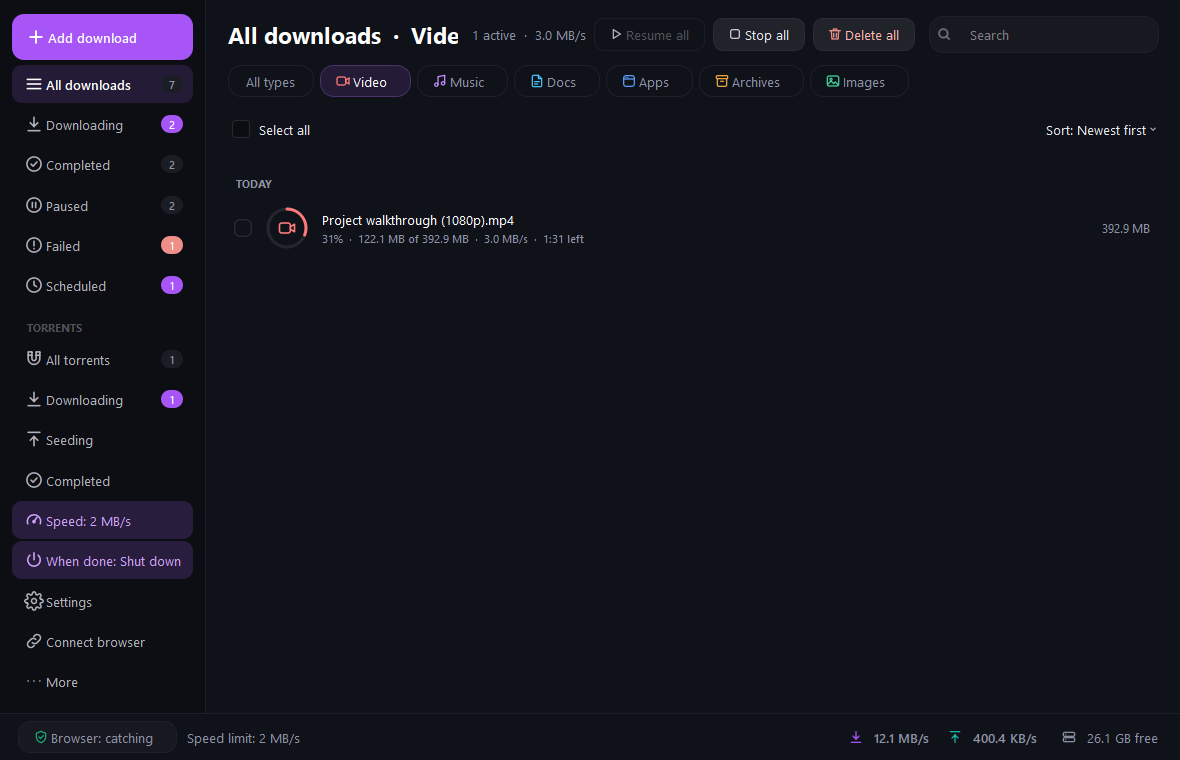 Add download
All downloads 7
Downloading 2
Completed 2
Paused 2
Failed 1
Scheduled 1
TORRENTS
All torrents 1
Downloading 1
Seeding
Completed
Speed: 2 MB/s
When done: Shut down
Settings
Connect browser
More
All downloads · Vide
1 active · 3.0 MB/s
Resume all
Stop all
Delete all
Search
All types
Video
Music
Docs
Apps
Archives
Images
Select all
Sort: Newest first
TODAY
Project walkthrough (1080p).mp4
31% · 122.1 MB of 392.9 MB · 3.0 MB/s · 1:31 left
392.9 MB
Browser: catching
Speed limit: 2 MB/s
12.1 MB/s
400.4 KB/s
26.1 GB free